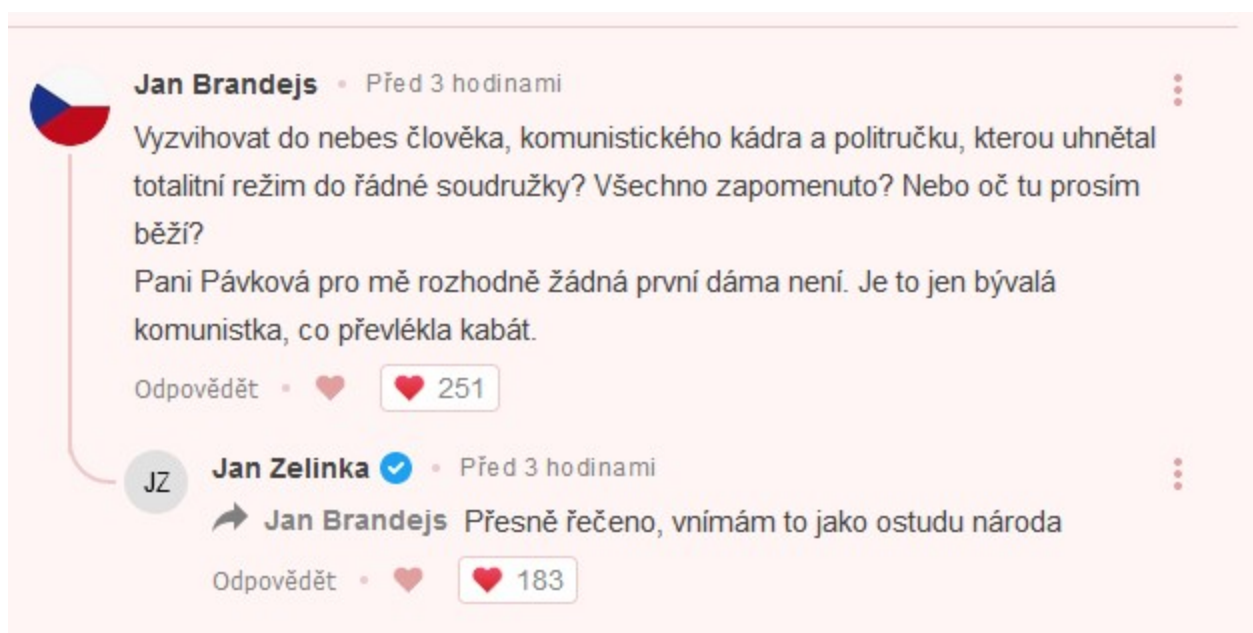 Jan Brandejs • Před 3 hodinami
Vyzvihovat do nebes člověka, komunistického kádra a politručku, kterou uhnětal
totalitní režim do řádné soudružky? Všechno zapomenuto? Nebo oč tu prosím
běží?
Pani Pávková pro mě rozhodně žádná první dáma není. Je to jen bývalá
komunistka, co převlékla kabát.
Odpovědět • 251
JZ Jan Zelinka • Před 3 hodinami
Jan Brandejs Přesně řečeno, vnímám to jako ostudu národa
Odpovědět • 183